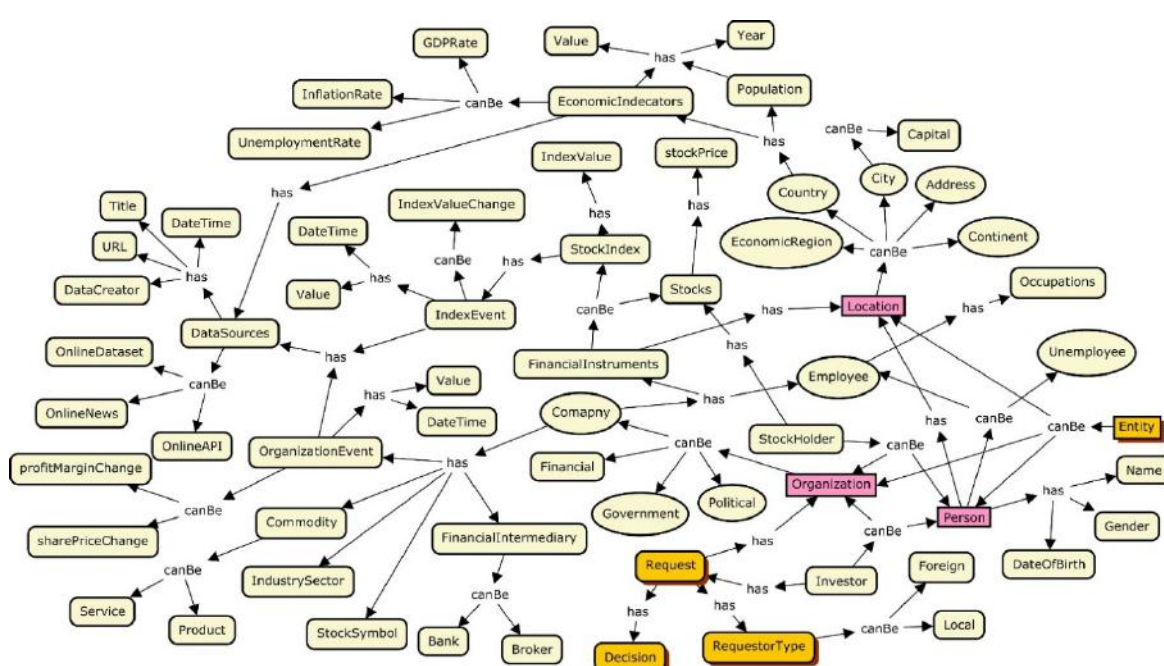 GDPRate
Value
Year
has
InflationRate
canBe
EconomicIndecators
Population
UnemploymentRate
canBe
Capital
IndexValue
stockPrice
has
has
City
Address
Title
DateTime
IndexValueChange
Country
URL
DateTime
has
has
EconomicRegion
canBe
Continent
DataCreator
has
has
canBe
StockIndex
Value
has
Stocks
Occupations
DataSources
IndexEvent
canBe
has
Location
has
OnlineDataset
has
FinancialInstruments
Unemployee
canBe
Value
Employee
OnlineNews
has
Comapny
has
has
has
canBe
OnlineAPI
DateTime
StockHolder
canBe
Entity
OrganizationEvent
canBe
canBe
profitMarginChange
has
Financial
Name
Organization
has
canBe
Commodity
Government
Political
Person
Gender
sharePriceChange
FinancialIntermediary
has
canBe
DateOfBirth
canBe
IndustrySector
Request
Foreign
Investor
has
Service
canBe
has
has
Product
StockSymbol
Bank
Broker
Local
Decision
RequestorType
canBe